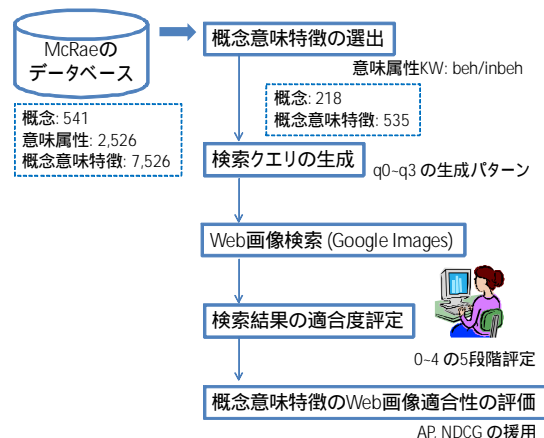 McRaeの
データベース
概念意味特徴の選出
意味属性KW: beh/inbeh
概念: 541
意味属性: 2,526
概念意味特徴: 7,526
概念: 218
概念意味特徴: 535
検索クエリの生成
q0~q3 の生成パターン
Web画像検索 (Google Images)
検索結果の適合度評定
0~4 の5段階評定
概念意味特徴のWeb画像適合性の評価
AP, NDCG の援用